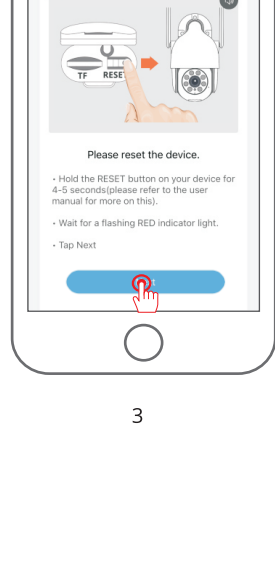 TF RESE
Please reset the device.
• Hold the RESET button on your device for
4-5 seconds(please refer to the user
manual for more on this).
• Wait for a flashing RED indicator light.
• Tap Next
3